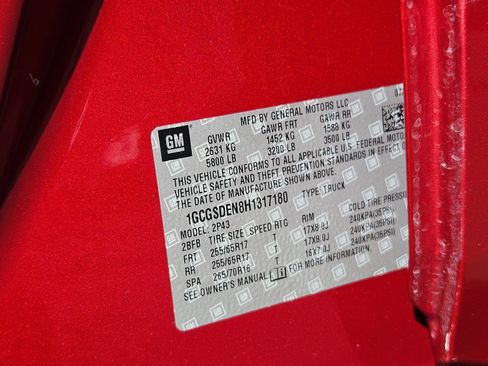 GM
MFD BY GENERAL MOTORS LLC
GVWR GAWR FRT GAWR RR
2631 KG 1452 KG 1588 KG
5800 LB 3200 LB 3500 LB
THIS VEHICLE CONFORMS TO ALL APPLICABLE U.S. FEDERAL MOTOR
VEHICLE SAFETY AND THEFT PREVENTION STANDARDS IN EFFECT
THE DATE OF MANUFACTURE SHOWN ABOVE.
1GCGSDEN8H1317180 TYPE: TRUCK
MODEL: 2P43
2BFB TIRE SIZE SPEED RTG RIM COLD TIRE
FRT 255/65R17 T 17X8.0J 240KPA(35PSI)
RR 255/65R17 T 17X8.0J 240KPA(35PSI)
SPA 265/70R16 T 16X7.0J 240KPA(35PSI)
SEE OWNER'S MANUAL FOR MORE INFORMATION.